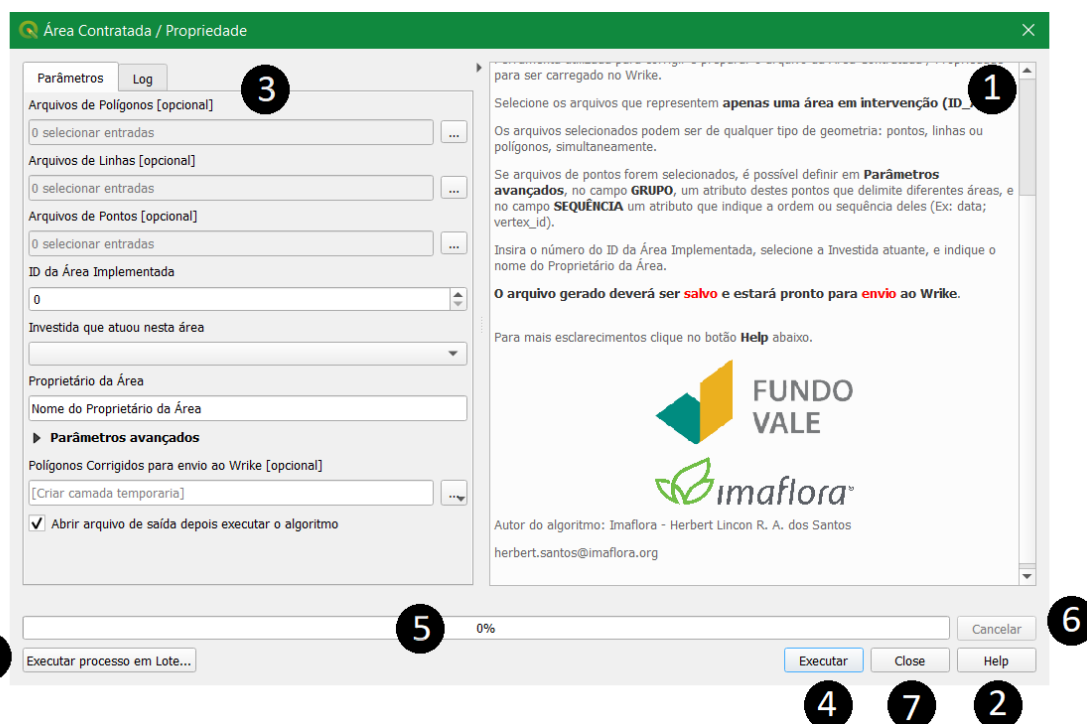 Área Contratada / Propriedade
Parâmetros
Log
3
Arquivos de Polígonos [opcional]
0 selecionar entradas
...
Arquivos de Linhas [opcional]
0 selecionar entradas
...
Arquivos de Pontos [opcional]
0 selecionar entradas
...
ID da Área Implementada
0
Investida que atuou nesta área
Proprietário da Área
Nome do Proprietário da Área
Parâmetros avançados
Polígonos Corrigidos para envio ao Wrike [opcional]
[Criar camada temporaria]
...
Abrir arquivo de saída depois executar o algoritmo
para ser carregado no Wrike.
1
Selecione os arquivos que representem apenas uma área em intervenção (ID_
Os arquivos selecionados podem ser de qualquer tipo de geometria: pontos, linhas ou
polígonos, simultaneamente.
Se arquivos de pontos forem selecionados, é possível definir em Parâmetros
avançados, no campo GRUPO, um atributo destes pontos que delimite diferentes áreas, e
no campo SEQUÊNCIA um atributo que indique a ordem ou sequência deles (Ex: data;
vertex_id).
Insira o número do ID da Área Implementada, selecione a Investida atuante, e indique o
nome do Proprietário da Área.
O arquivo gerado deverá ser salvo e estará pronto para envio ao Wrike.
Para mais esclarecimentos clique no botão Help abaixo.
FUNDO
VALE
imaflora
Autor do algoritmo: Imaflora - Herbert Lincon R. A. dos Santos
herbert.santos@imaflora.org
5
0%
Cancelar
6
Executar processo em Lote...
Executar
Close
Help
4
7
2